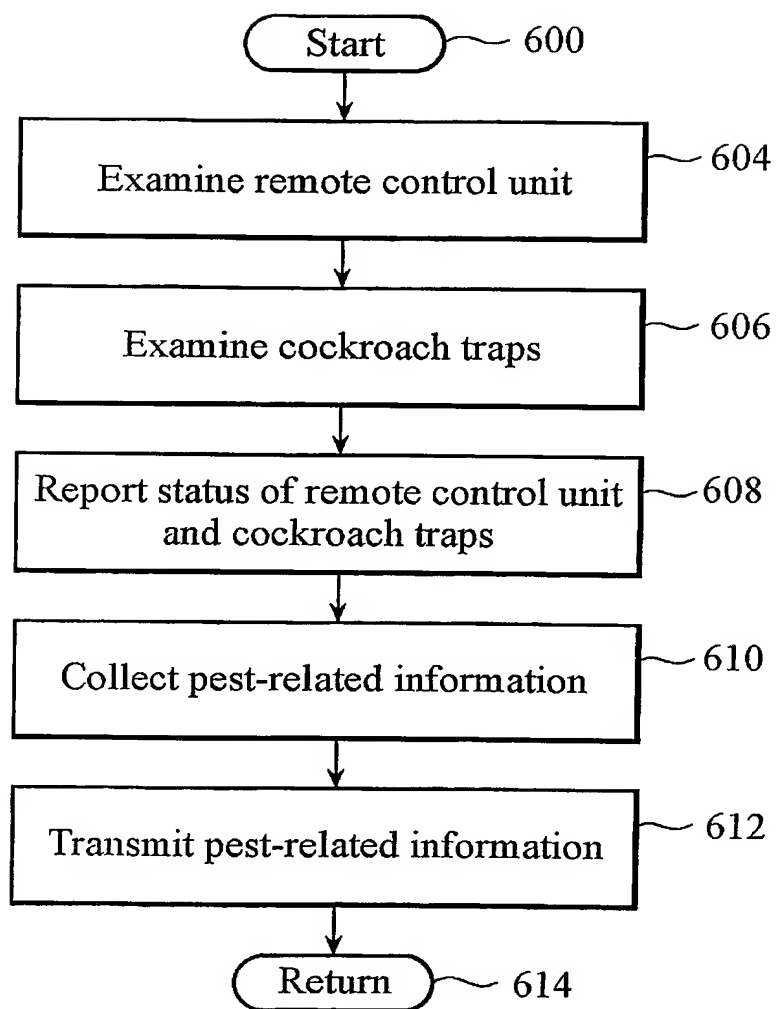 Start 600
Examine remote control unit 604
Examine cockroach traps 606
Report status of remote control unit 608
and cockroach traps
Collect pest-related information 610
Transmit pest-related information 612
Return 614